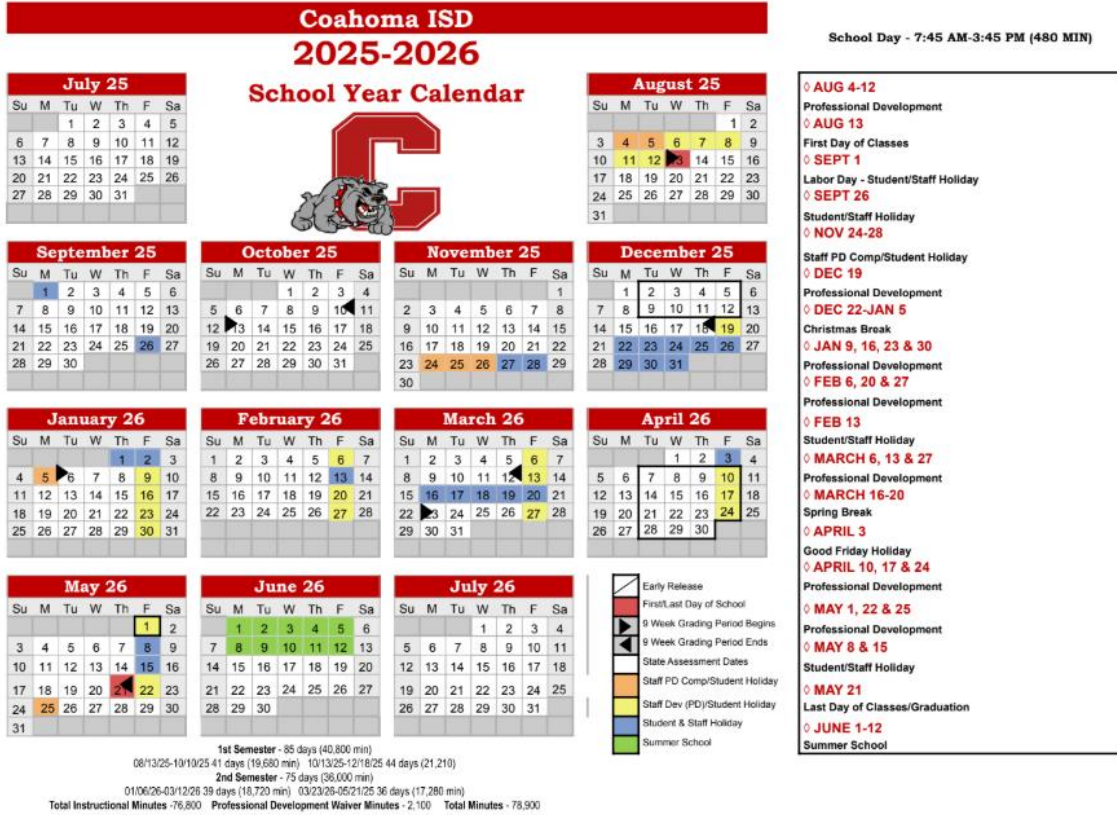 Coahoma ISD
2025-2026
School Year Calendar
C
School Day - 7:45 AM-3:45 PM (480 MIN)
July 25
Su M Tu W Th F Sa
1 2 3 4 5
6 7 8 9 10 11 12
13 14 15 16 17 18 19
20 21 22 23 24 25 26
27 28 29 30 31
August 25
Su M Tu W Th F Sa
1 2
3 4 5 6 7 8 9
10 11 12 13 14 15 16
17 18 19 20 21 22 23
24 25 26 27 28 29 30
31
September 25
Su M Tu W Th F Sa
1 2 3 4 5 6
7 8 9 10 11 12 13
14 15 16 17 18 19 20
21 22 23 24 25 26 27
28 29 30
October 25
Su M Tu W Th F Sa
1 2 3 4
5 6 7 8 9 10 11
12 13 14 15 16 17 18
19 20 21 22 23 24 25
26 27 28 29 30 31
November 25
Su M Tu W Th F Sa
1
2 3 4 5 6 7 8
9 10 11 12 13 14 15
16 17 18 19 20 21 22
23 24 25 26 27 28 29
30
December 25
Su M Tu W Th F Sa
1 2 3 4 5 6
7 8 9 10 11 12 13
14 15 16 17 18 19 20
21 22 23 24 25 26 27
28 29 30 31
January 26
Su M Tu W Th F Sa
1 2 3
4 5 6 7 8 9 10
11 12 13 14 15 16 17
18 19 20 21 22 23 24
25 26 27 28 29 30 31
February 26
Su M Tu W Th F Sa
1 2 3 4 5 6 7
8 9 10 11 12 13 14
15 16 17 18 19 20 21
22 23 24 25 26 27 28
March 26
Su M Tu W Th F Sa
1 2 3 4 5 6 7
8 9 10 11 12 13 14
15 16 17 18 19 20 21
22 23 24 25 26 27 28
29 30 31
April 26
Su M Tu W Th F Sa
1 2 3 4
5 6 7 8 9 10 11
12 13 14 15 16 17 18
19 20 21 22 23 24 25
26 27 28 29 30
May 26
Su M Tu W Th F Sa
1 2
3 4 5 6 7 8 9
10 11 12 13 14 15 16
17 18 19 20 21 22 23
24 25 26 27 28 29 30
31
June 26
Su M Tu W Th F Sa
1 2 3 4 5 6
7 8 9 10 11 12 13
14 15 16 17 18 19 20
21 22 23 24 25 26 27
28 29 30
July 26
Su M Tu W Th F Sa
1 2 3 4
5 6 7 8 9 10 11
12 13 14 15 16 17 18
19 20 21 22 23 24 25
26 27 28 29 30 31
Early Release
First/Last Day of School
9 Week Grading Period Begins
9 Week Grading Period Ends
State Assessment Dates
Staff PD Comp/Student Holiday
Staff Dev (PD)/Student Holiday
Student & Staff Holiday
Summer School
1st Semester - 85 days (40,800 min)
08/13/25-10/10/25 41 days (19,680 min) 10/13/25-12/18/25 44 days (21,210)
2nd Semester - 75 days (36,000 min)
01/06/26-03/12/26 39 days (18,720 min) 03/23/26-05/21/25 36 days (17,280 min)
Total Instructional Minutes -76,800 Professional Development Waiver Minutes - 2,100 Total Minutes - 78,900
◊ AUG 4-12
Professional Development
◊ AUG 13
First Day of Classes
◊ SEPT 1
Labor Day - Student/Staff Holiday
◊ SEPT 26
Student/Staff Holiday
◊ NOV 24-28
Staff PD Comp/Student Holiday
◊ DEC 19
Professional Development
◊ DEC 22-JAN 5
Christmas Break
◊ JAN 9, 16, 23 & 30
Professional Development
◊ FEB 6, 20 & 27
Professional Development
◊ FEB 13
Student/Staff Holiday
◊ MARCH 6, 13 & 27
Professional Development
◊ MARCH 16-20
Spring Break
◊ APRIL 3
Good Friday Holiday
◊ APRIL 10, 17 & 24
Professional Development
◊ MAY 1, 22 & 25
Professional Development
◊ MAY 8 & 15
Student/Staff Holiday
◊ MAY 21
Last Day of Classes/Graduation
◊ JUNE 1-12
Summer School